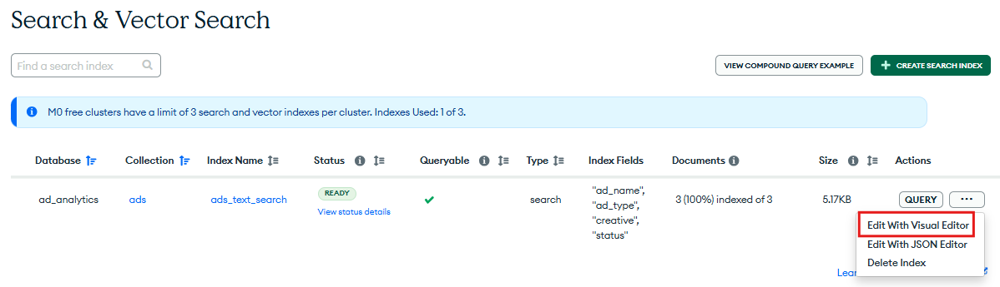 Search & Vector Search
Find a search index
VIEW COMPOUND QUERY EXAMPLE
CREATE SEARCH INDEX
M0 free clusters have a limit of 3 search and vector indexes per cluster. Indexes Used: 1 of 3.
Database Collection Index Name Status Queryable Type Index Fields Documents Size Actions
ad_analytics ads ads_text_search READY View status details search
"ad_name",
"ad_type",
"creative",
"status"
3 (100%) indexed of 3 5.17KB QUERY ...
Edit With Visual Editor
Edit With JSON Editor
Delete Index